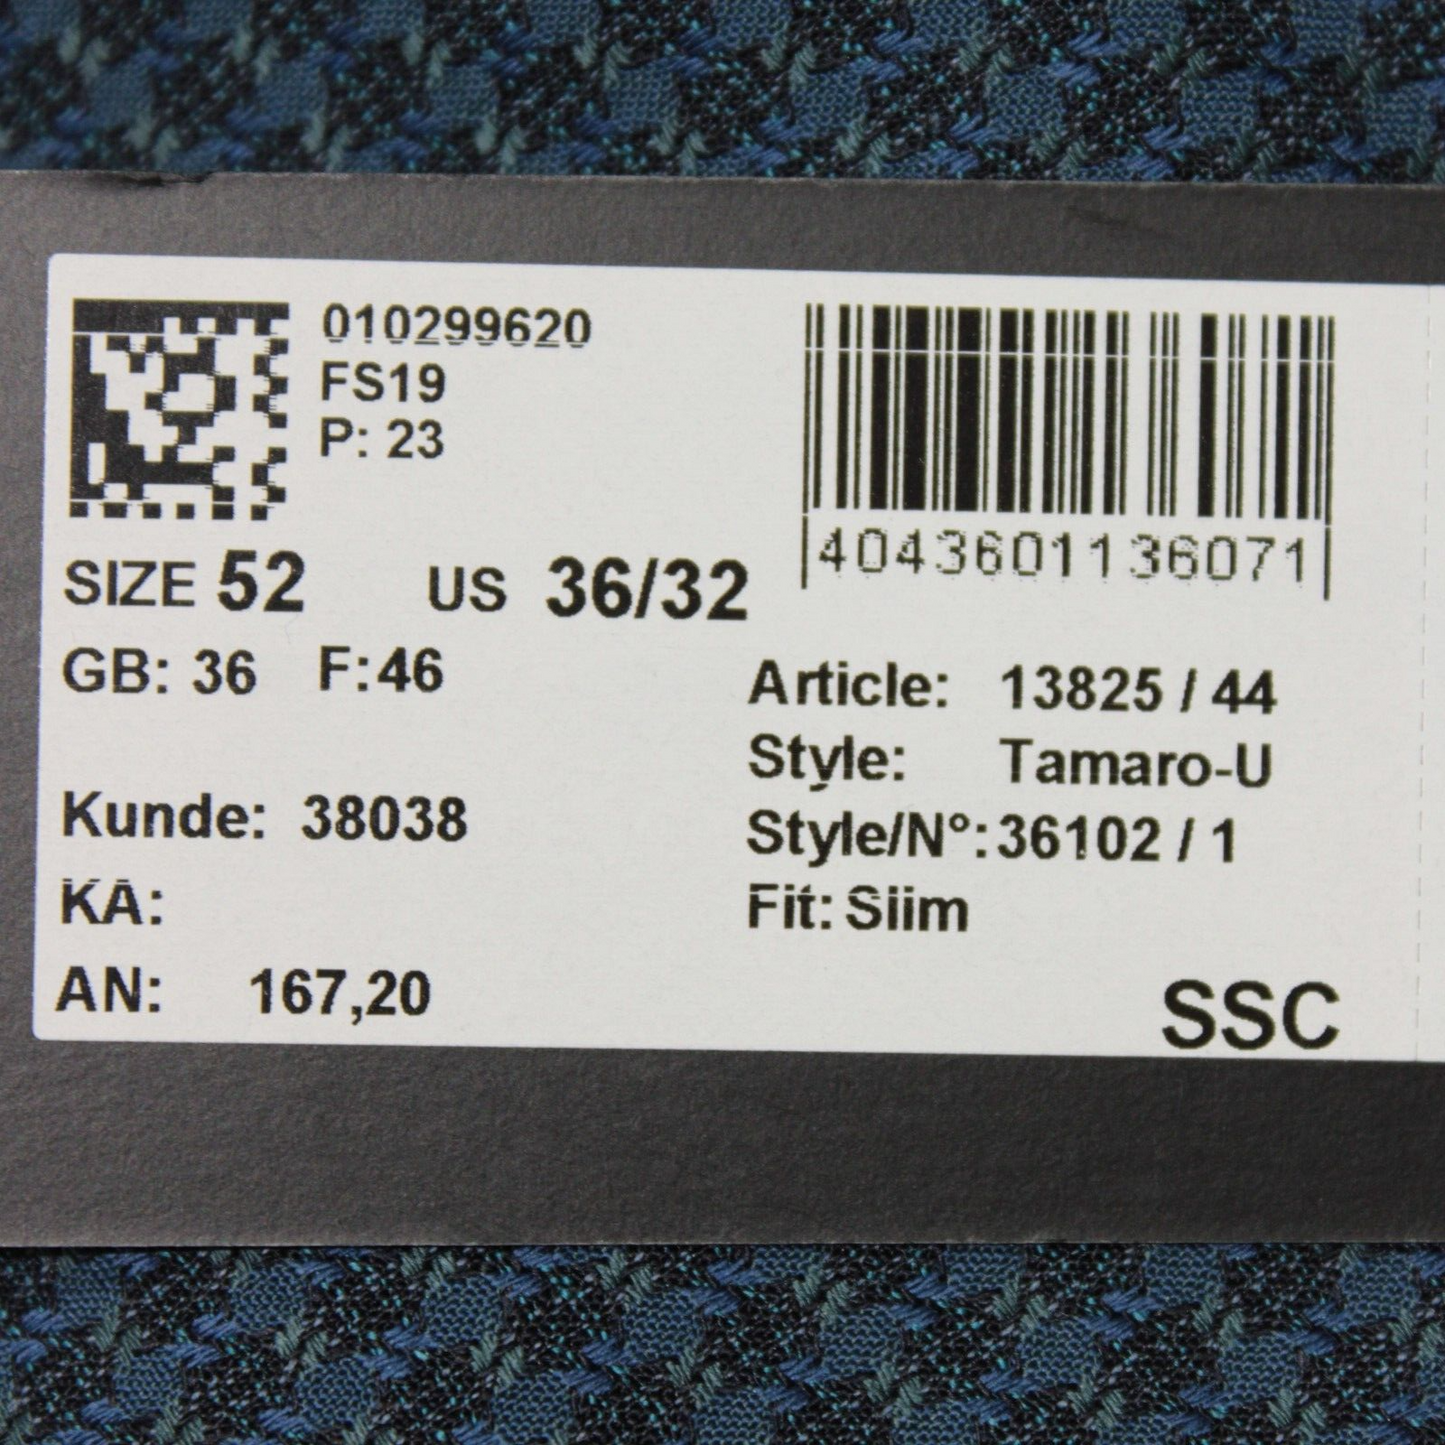 010299620
FS19
P: 23
4043601136071
SIZE 52 US 36/32
GB: 36 F:46
Article: 13825 / 44
Style: Tamaro-U
Kunde: 38038
Style/N°:36102 / 1
KA:
Fit: Slim
AN: 167,20
SSC